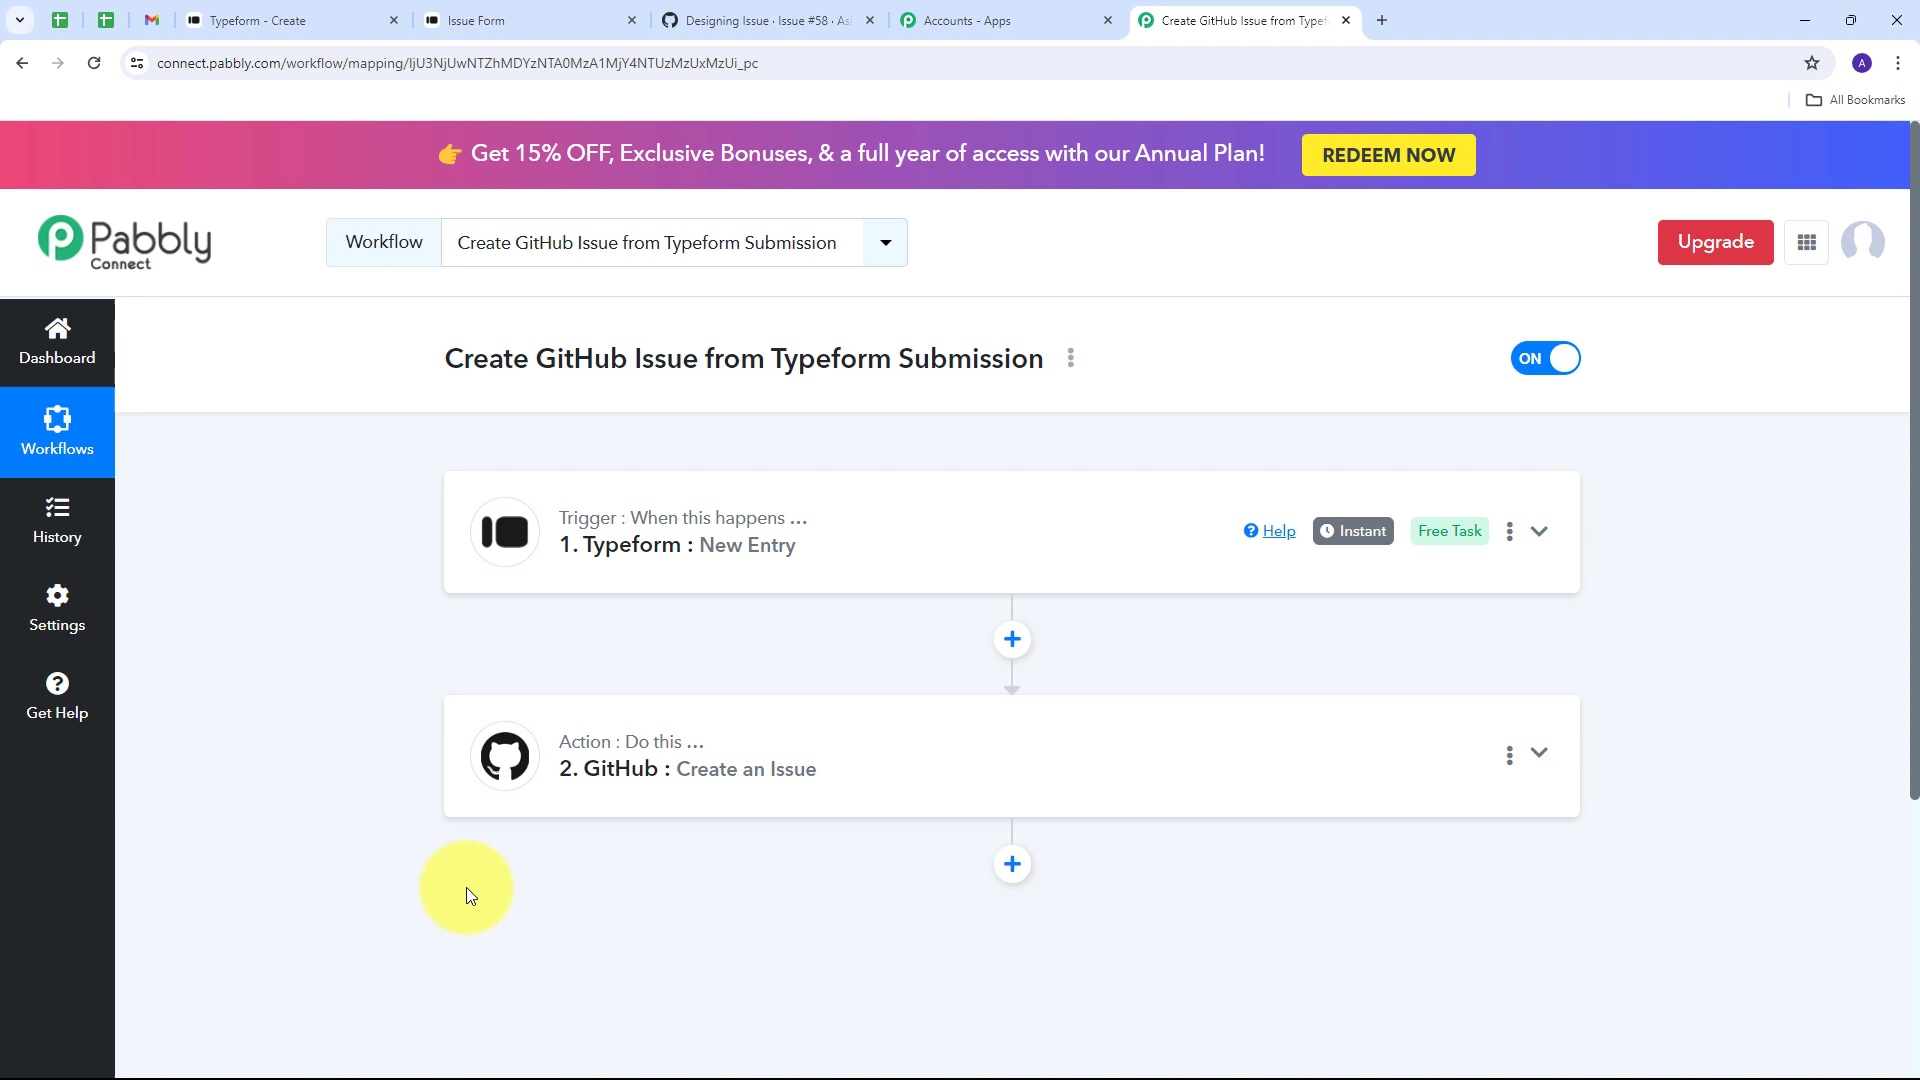 Typeform - Create
Issue Form
Designing Issue · Issue #58 · As
Accounts - Apps
Create GitHub Issue from Typef
connect.pabbly.com/workflow/mapping/IjU3NjUwNTZhMDYzNTA0MzA1MjY4NTUzMzUxMzUi_pc
A
All Bookmarks
Get 15% OFF, Exclusive Bonuses, & a full year of access with our Annual Plan!
REDEEM NOW
Pabbly
Connect
Workflow
Create GitHub Issue from Typeform Submission
Upgrade
Dashboard
Workflows
History
Settings
Get Help
Create GitHub Issue from Typeform Submission
ON
Trigger : When this happens ...
1. Typeform : New Entry
Help
Instant
Free Task
Action : Do this ...
2. GitHub : Create an Issue